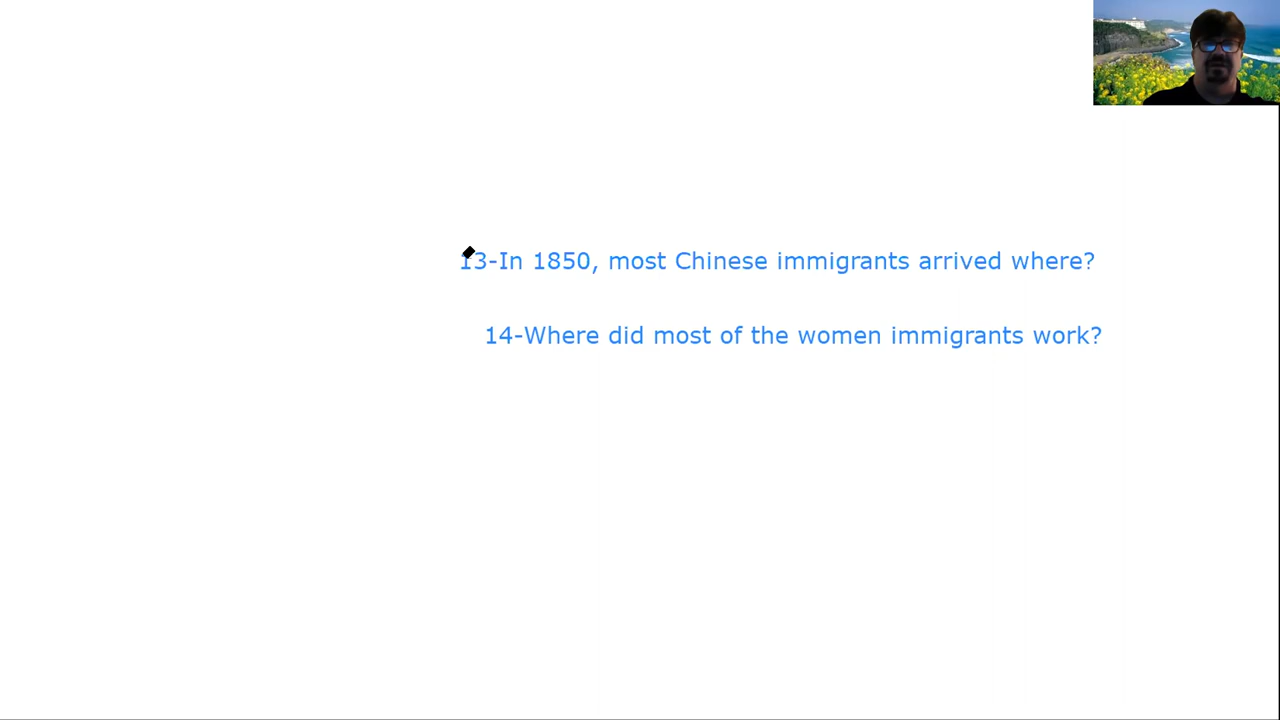 13-In 1850, most Chinese immigrants arrived where?
14-Where did most of the women immigrants work?